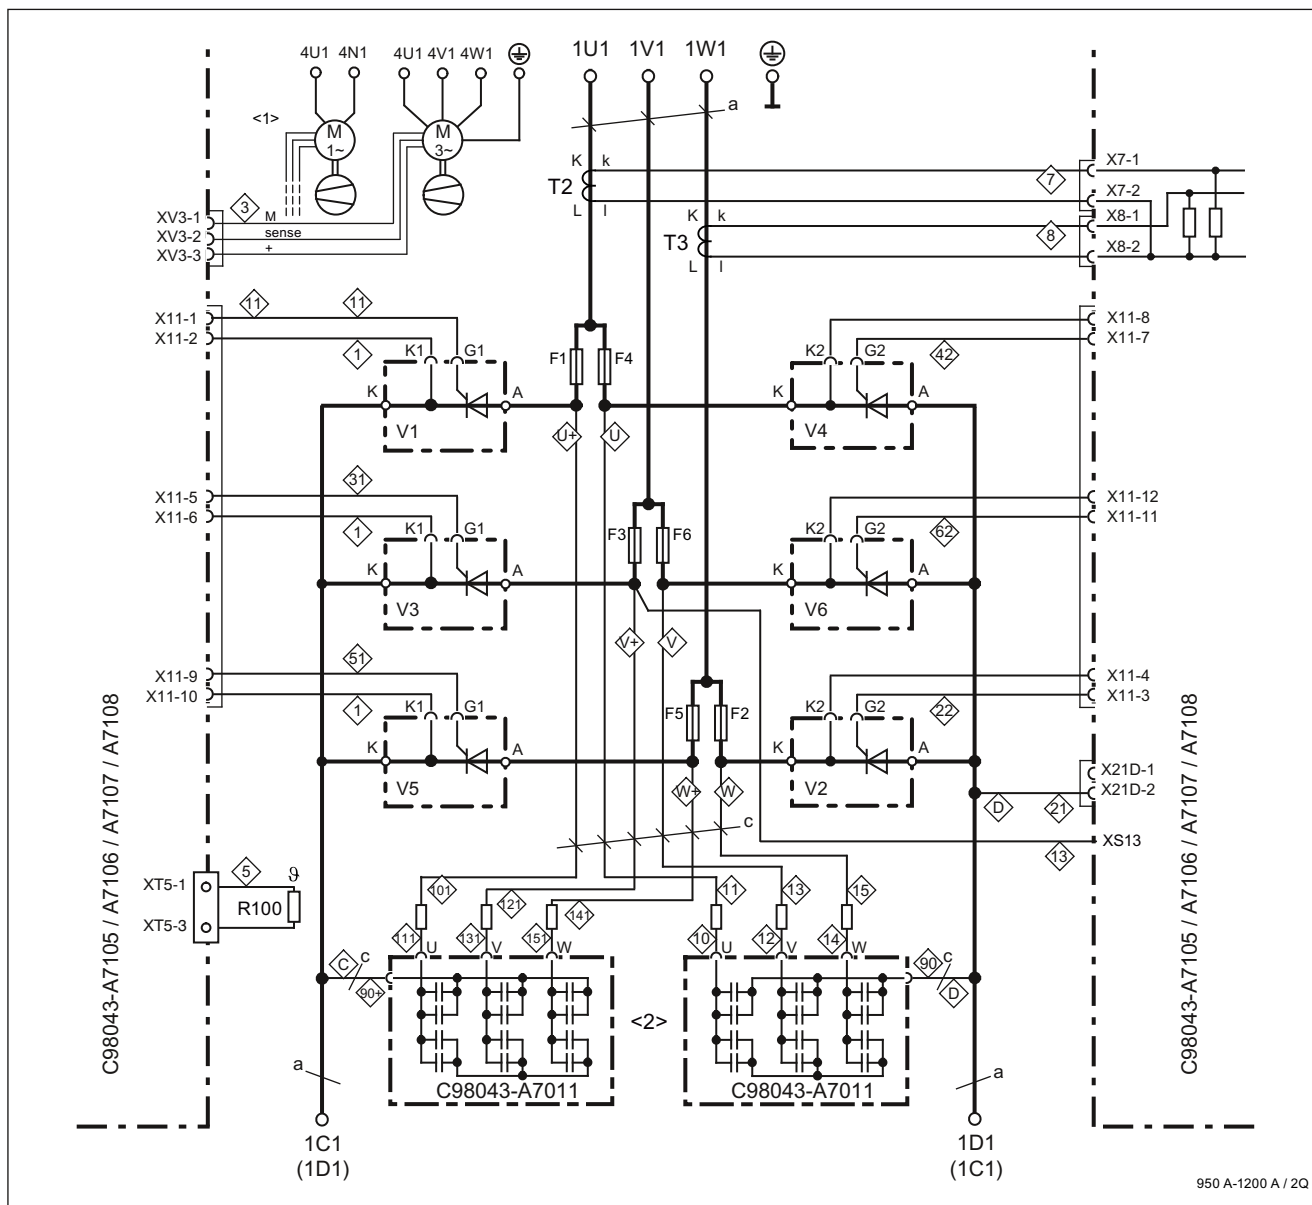 4U1 4N1 4U1 4V1 4W1 1U1 1V1 1W1
a
<1>
M
1~
M
3~
K k
T2
L l
K k
T3
L l
7
8
X7-1
X7-2
X8-1
X8-2
XV3-1
XV3-2
XV3-3
3
M
sense
+
11
11
X11-1
X11-2
1
K1 G1
K A
V1
F1 F4
U+ U
K2 G2
K A
V4
42
X11-8
X11-7
31
X11-5
X11-6
1
K1 G1
K A
V3
F3 F6
V+ V
K2 G2
K A
V6
62
X11-12
X11-11
51
X11-9
X11-10
1
K1 G1
K A
V5
F5 F2
W+ W
K2 G2
K A
V2
22
X11-4
X11-3
X21D-1
X21D-2
D 21
XS13
13
c
C98043-A7105 / A7106 / A7107 / A7108
C98043-A7105 / A7106 / A7107 / A7108
XT5-1
XT5-3
5
ϑ
R100
101 121 141
111 131 151
U V W
11 13 15
10 12 14
U V W
C c
90+
90 c
D
<2>
C98043-A7011
C98043-A7011
a
a
1C1
(1D1)
1D1
(1C1)
950 A-1200 A / 2Q